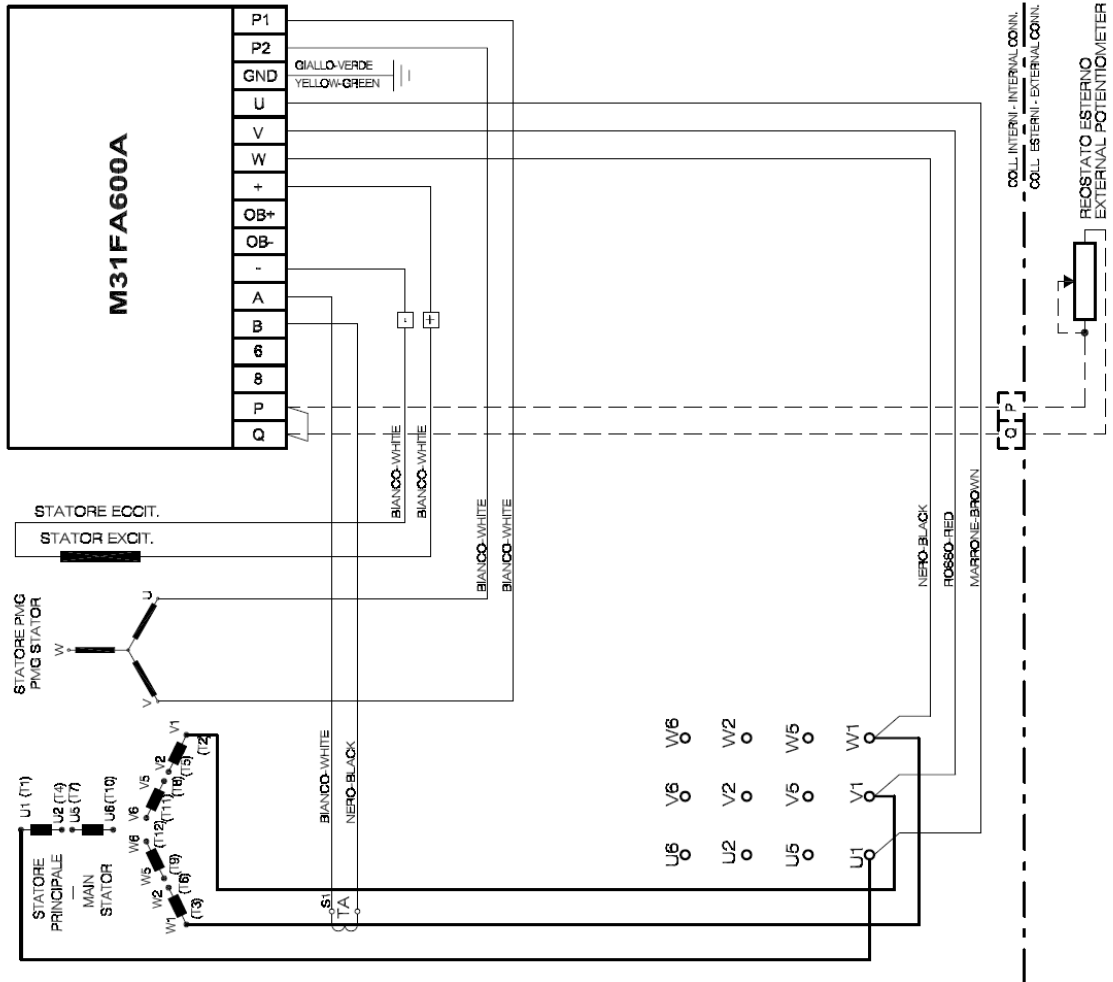 M31FA600A
P1
P2
GND
U
V
W
+
OB+
OB-
-
A
B
6
8
P
Q
GIALLO-VERDE
YELLOW-GREEN
- +
COLL. INTERNI - INTERNAL CONN.
COLL. ESTERNI - EXTERNAL CONN.
REOSTATO ESTERNO
EXTERNAL POTENTIOMETER
P
Q
BIANCO-WHITE
BIANCO-WHITE
STATORE ECCIT.
STATOR EXCIT.
BIANCO-WHITE
BIANCO-WHITE
NERO-BLACK
ROSSO-RED
MARRONE-BROWN
STATORE PMG
PMG STATOR
U
W
V
STATORE
PRINCIPALE
MAIN
STATOR
U1 (T1)
U2 (T4)
U5 (T7)
U6 (T10)
V1
(T2)
V2
(T5)
V5
(T8)
V6
(T11)
W6
(T12)
W5
(T9)
W2
(T6)
W1
(T3)
BIANCO-WHITE
NERO-BLACK
S1
TA
W6 W2 W5 W1
V6 V2 V5 V1
U6 U2 U5 U1